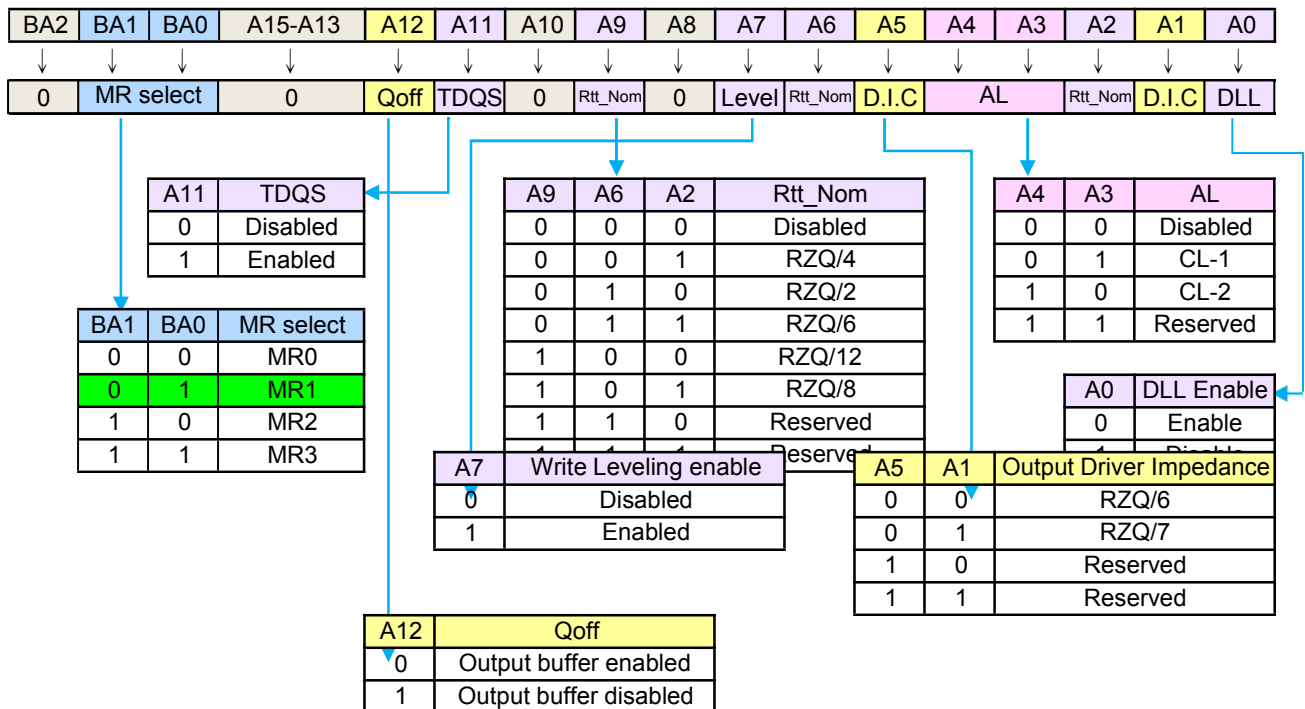 BA2 BA1 BA0 A15-A13 A12 A11 A10 A9 A8 A7 A6 A5 A4 A3 A2 A1 A0
0 MR select 0 Qoff TDQS 0 Rtt_Nom 0 Level Rtt_Nom D.I.C AL Rtt_Nom D.I.C DLL
A11 TDQS
0 Disabled
1 Enabled
BA1 BA0 MR select
0 0 MR0
0 1 MR1
1 0 MR2
1 1 MR3
A9 A6 A2 Rtt_Nom
0 0 0 Disabled
0 0 1 RZQ/4
0 1 0 RZQ/2
0 1 1 RZQ/6
1 0 0 RZQ/12
1 0 1 RZQ/8
1 1 0 Reserved
1 1 1 Reserved
A4 A3 AL
0 0 Disabled
0 1 CL-1
1 0 CL-2
1 1 Reserved
A0 DLL Enable
0 Enable
1 Disable
A7 Write Leveling enable
0 Disabled
1 Enabled
A5 A1 Output Driver Impedance
0 0 RZQ/6
0 1 RZQ/7
1 0 Reserved
1 1 Reserved
A12 Qoff
0 Output buffer enabled
1 Output buffer disabled